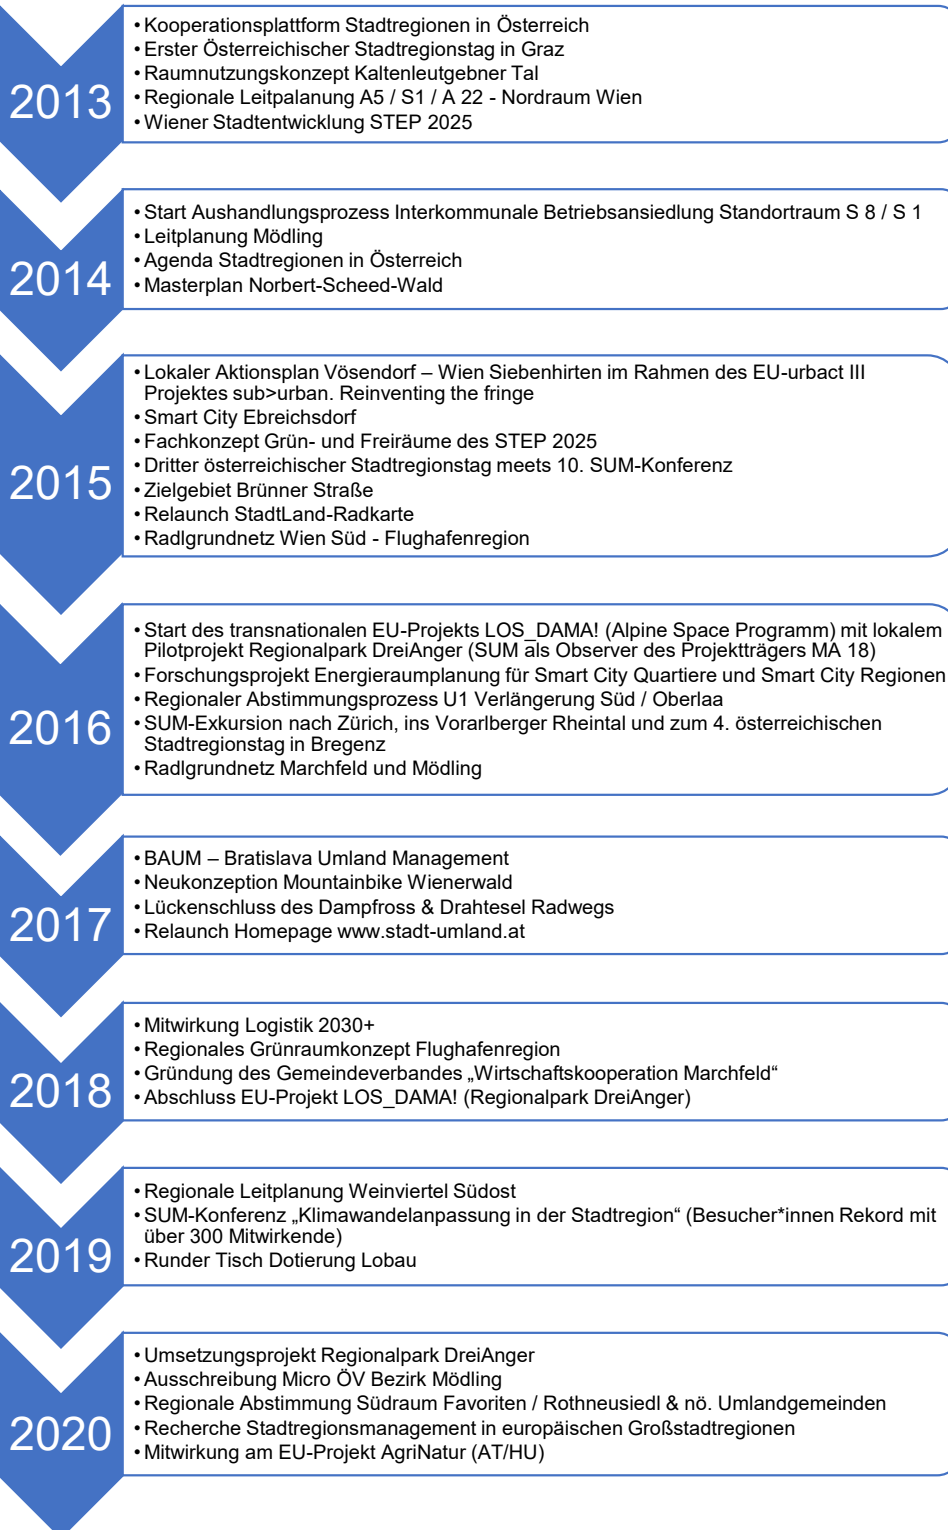 2013
• Kooperationsplattform Stadtregionen in Österreich
• Erster Österreichischer Stadtregionstag in Graz
• Raumnutzungskonzept Kaltenleutgebner Tal
• Regionale Leitpalanung A5 / S1 / A 22 - Nordraum Wien
• Wiener Stadtentwicklung STEP 2025
2014
• Start Aushandlungsprozess Interkommunale Betriebsansiedlung Standortraum S 8 / S 1
• Leitplanung Mödling
• Agenda Stadtregionen in Österreich
• Masterplan Norbert-Scheed-Wald
2015
• Lokaler Aktionsplan Vösendorf – Wien Siebenhirten im Rahmen des EU-urbact III
Projektes sub>urban. Reinventing the fringe
• Smart City Ebreichsdorf
• Fachkonzept Grün- und Freiräume des STEP 2025
• Dritter österreichischer Stadtregionstag meets 10. SUM-Konferenz
• Zielgebiet Brünner Straße
• Relaunch StadtLand-Radkarte
• Radlgrundnetz Wien Süd - Flughafenregion
2016
• Start des transnationalen EU-Projekts LOS_DAMA! (Alpine Space Programm) mit lokalem
Pilotprojekt Regionalpark DreiAnger (SUM als Observer des Projektträgers MA 18)
• Forschungsprojekt Energieraumplanung für Smart City Quartiere und Smart City Regionen
• Regionaler Abstimmungsprozess U1 Verlängerung Süd / Oberlaa
• SUM-Exkursion nach Zürich, ins Vorarlberger Rheintal und zum 4. österreichischen
Stadtregionstag in Bregenz
• Radlgrundnetz Marchfeld und Mödling
2017
• BAUM – Bratislava Umland Management
• Neukonzeption Mountainbike Wienerwald
• Lückenschluss des Dampfross & Drahtesel Radwegs
• Relaunch Homepage www.stadt-umland.at
2018
• Mitwirkung Logistik 2030+
• Regionales Grünraumkonzept Flughafenregion
• Gründung des Gemeindeverbandes „Wirtschaftskooperation Marchfeld“
• Abschluss EU-Projekt LOS_DAMA! (Regionalpark DreiAnger)
2019
• Regionale Leitplanung Weinviertel Südost
• SUM-Konferenz „Klimawandelanpassung in der Stadtregion“ (Besucher*innen Rekord mit
über 300 Mitwirkende)
• Runder Tisch Dotierung Lobau
2020
• Umsetzungsprojekt Regionalpark DreiAnger
• Ausschreibung Micro ÖV Bezirk Mödling
• Regionale Abstimmung Südraum Favoriten / Rothneusiedl & nö. Umlandgemeinden
• Recherche Stadtregionsmanagement in europäischen Großstadtregionen
• Mitwirkung am EU-Projekt AgriNatur (AT/HU)